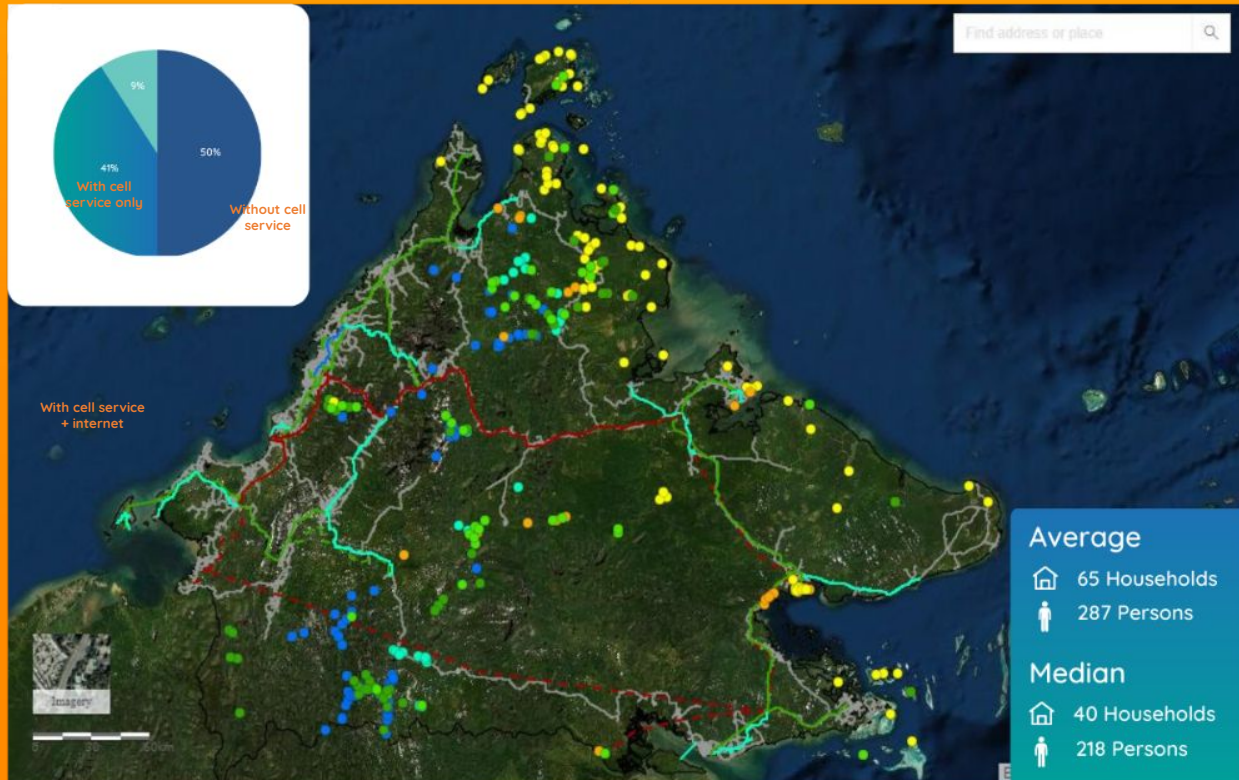 Find address or place
9%
50%
41%
With cell
service only
Without cell
service
With cell service
+ internet
Average
65 Households
287 Persons
Median
40 Households
218 Persons
Imagery